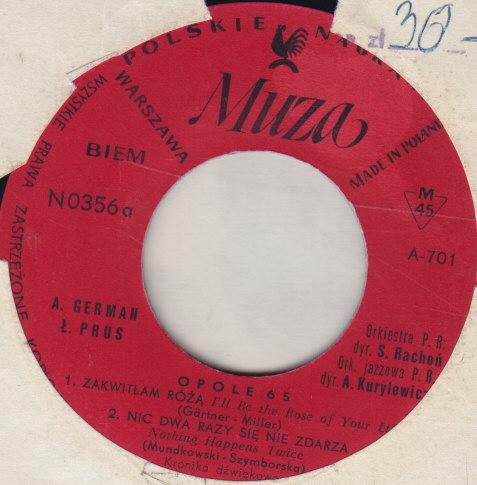 zł 30-
POLSKIE
Muza
WARSZAWA
MADE IN POLAND
WSZYSTKIE PRAWA ZASTRZEŻONE
BIEM
N0356a
M
45
A-701
A. GERMAN
Ł. PRUS
Orkiestra P. R.
dyr. S. Rachoń
Ork. jazzowa P. R.
dyr. A. Kurylewicz
OPOLE 65
1. ZAKWITŁAM RÓŻĄ I'll Be the Rose of Your
(Gärtner - Miller)
2. NIC DWA RAZY SIĘ NIE ZDARZA
Nothing Happens Twice
(Mundkowski - Szymborska)
Kronika dźwiękowa